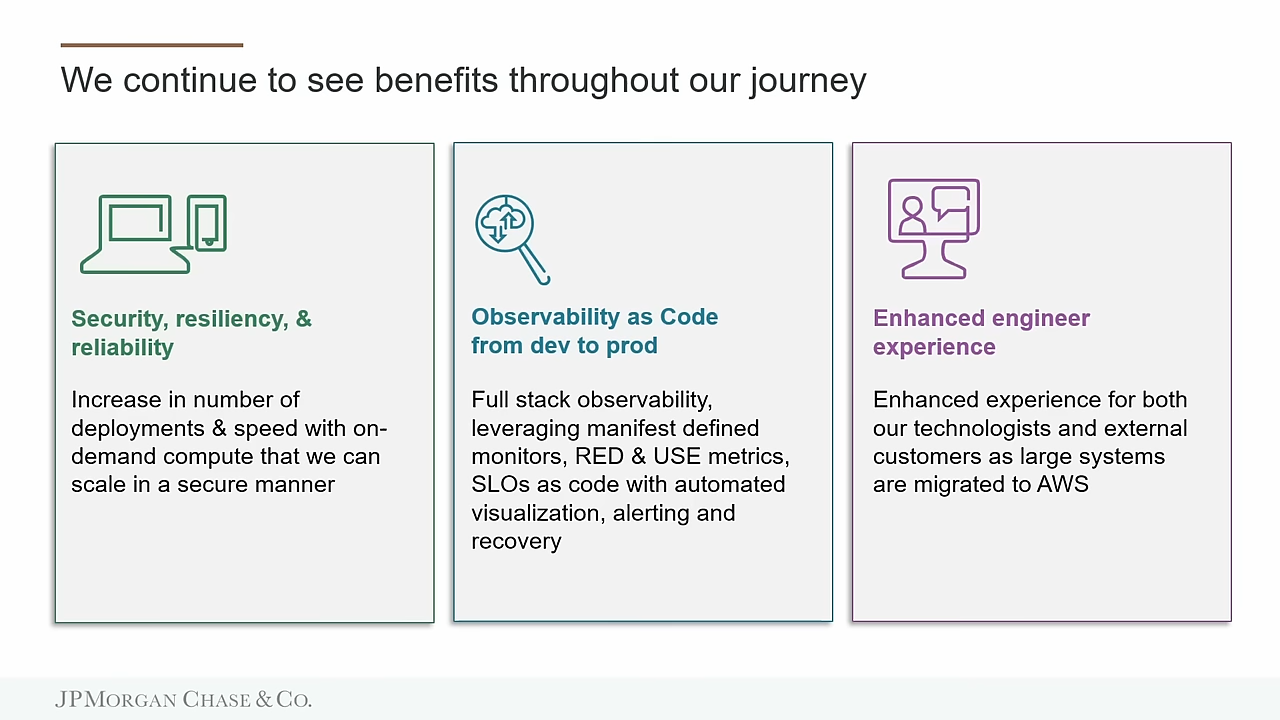 We continue to see benefits throughout our journey
Security, resiliency, &
reliability
Increase in number of
deployments & speed with on-
demand compute that we can
scale in a secure manner
Observability as Code
from dev to prod
Full stack observability,
leveraging manifest defined
monitors, RED & USE metrics,
SLOs as code with automated
visualization, alerting and
recovery
Enhanced engineer
experience
Enhanced experience for both
our technologists and external
customers as large systems
are migrated to AWS
JPMORGAN CHASE & CO.